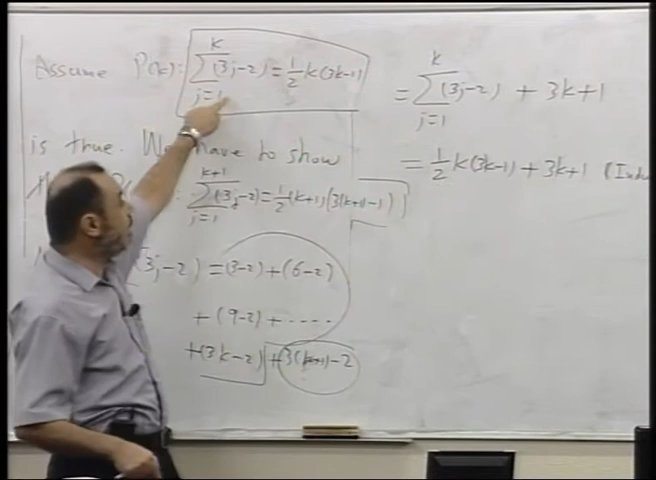 Assume P(k): ∑_{j=1}^{k} (3j-2) = 1/2 k(3k-1)
is true. We have to show
∑_{j=1}^{k+1} (3j-2) = 1/2 (k+1)(3(k+1)-1)
(3j-2) = (3-2) + (6-2)
+ (9-2) + ....
+ (3k-2) + 3(k+1)-2
= ∑_{j=1}^{k} (3j-2) + 3k+1
= 1/2 k(3k-1) + 3k+1 (Indu